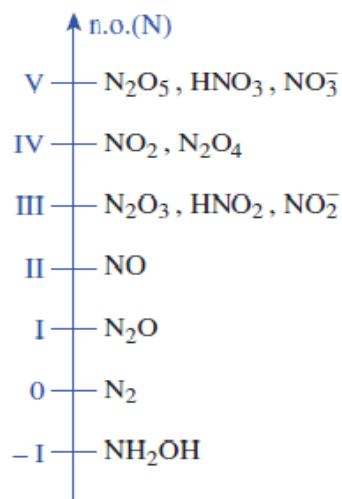 n.o.(N)
V N₂O₅ , HNO₃ , NO₃⁻
IV NO₂ , N₂O₄
III N₂O₃ , HNO₂ , NO₂⁻
II NO
I N₂O
0 N₂
– I NH₂OH